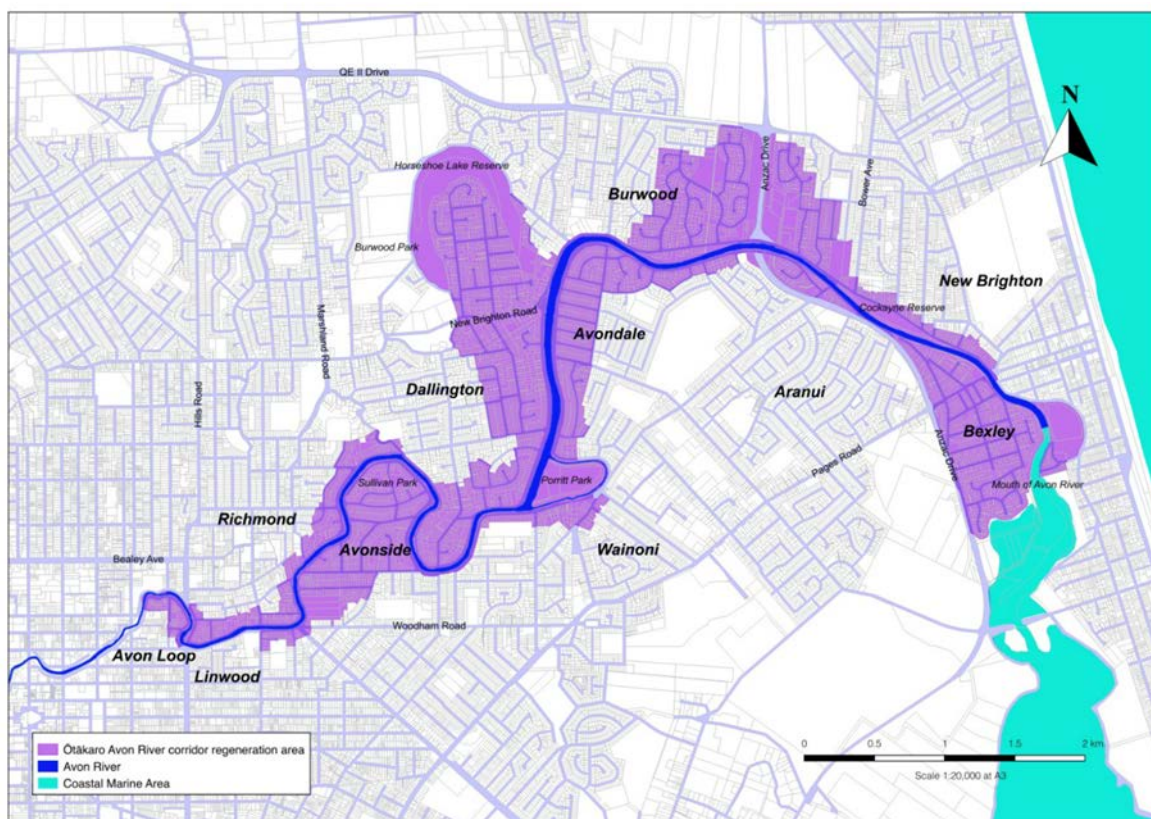 QE II Drive
N
Horseshoe Lake Reserve
Anzac Drive
Burwood
Bower Ave
Burwood Park
New Brighton
Marshland Road
New Brighton Road
Cockayne Reserve
Avondale
Dallington
Aranui
Hills Road
Bexley
Pages Road
Anzac Drive
Sullivan Park
Porritt Park
Mouth of Avon River
Richmond
Avonside
Wainoni
Bealey Ave
Woodham Road
Avon Loop
Linwood
Ōtākaro Avon River corridor regeneration area
Avon River
Coastal Marine Area
0 0.5 1 1.5 2 km
Scale 1:20,000 at A3